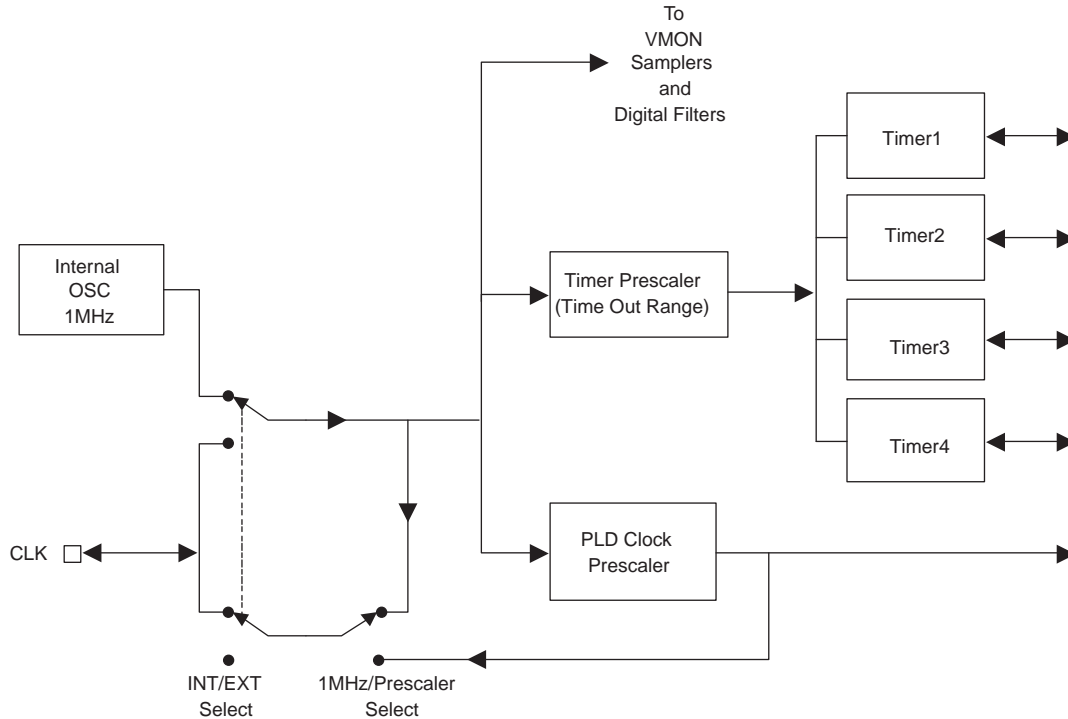 To
VMON
Samplers
and
Digital Filters
Timer1
Timer2
Internal
OSC
1MHz
Timer Prescaler
(Time Out Range)
Timer3
Timer4
CLK
PLD Clock
Prescaler
INT/EXT
Select
1MHz/Prescaler
Select